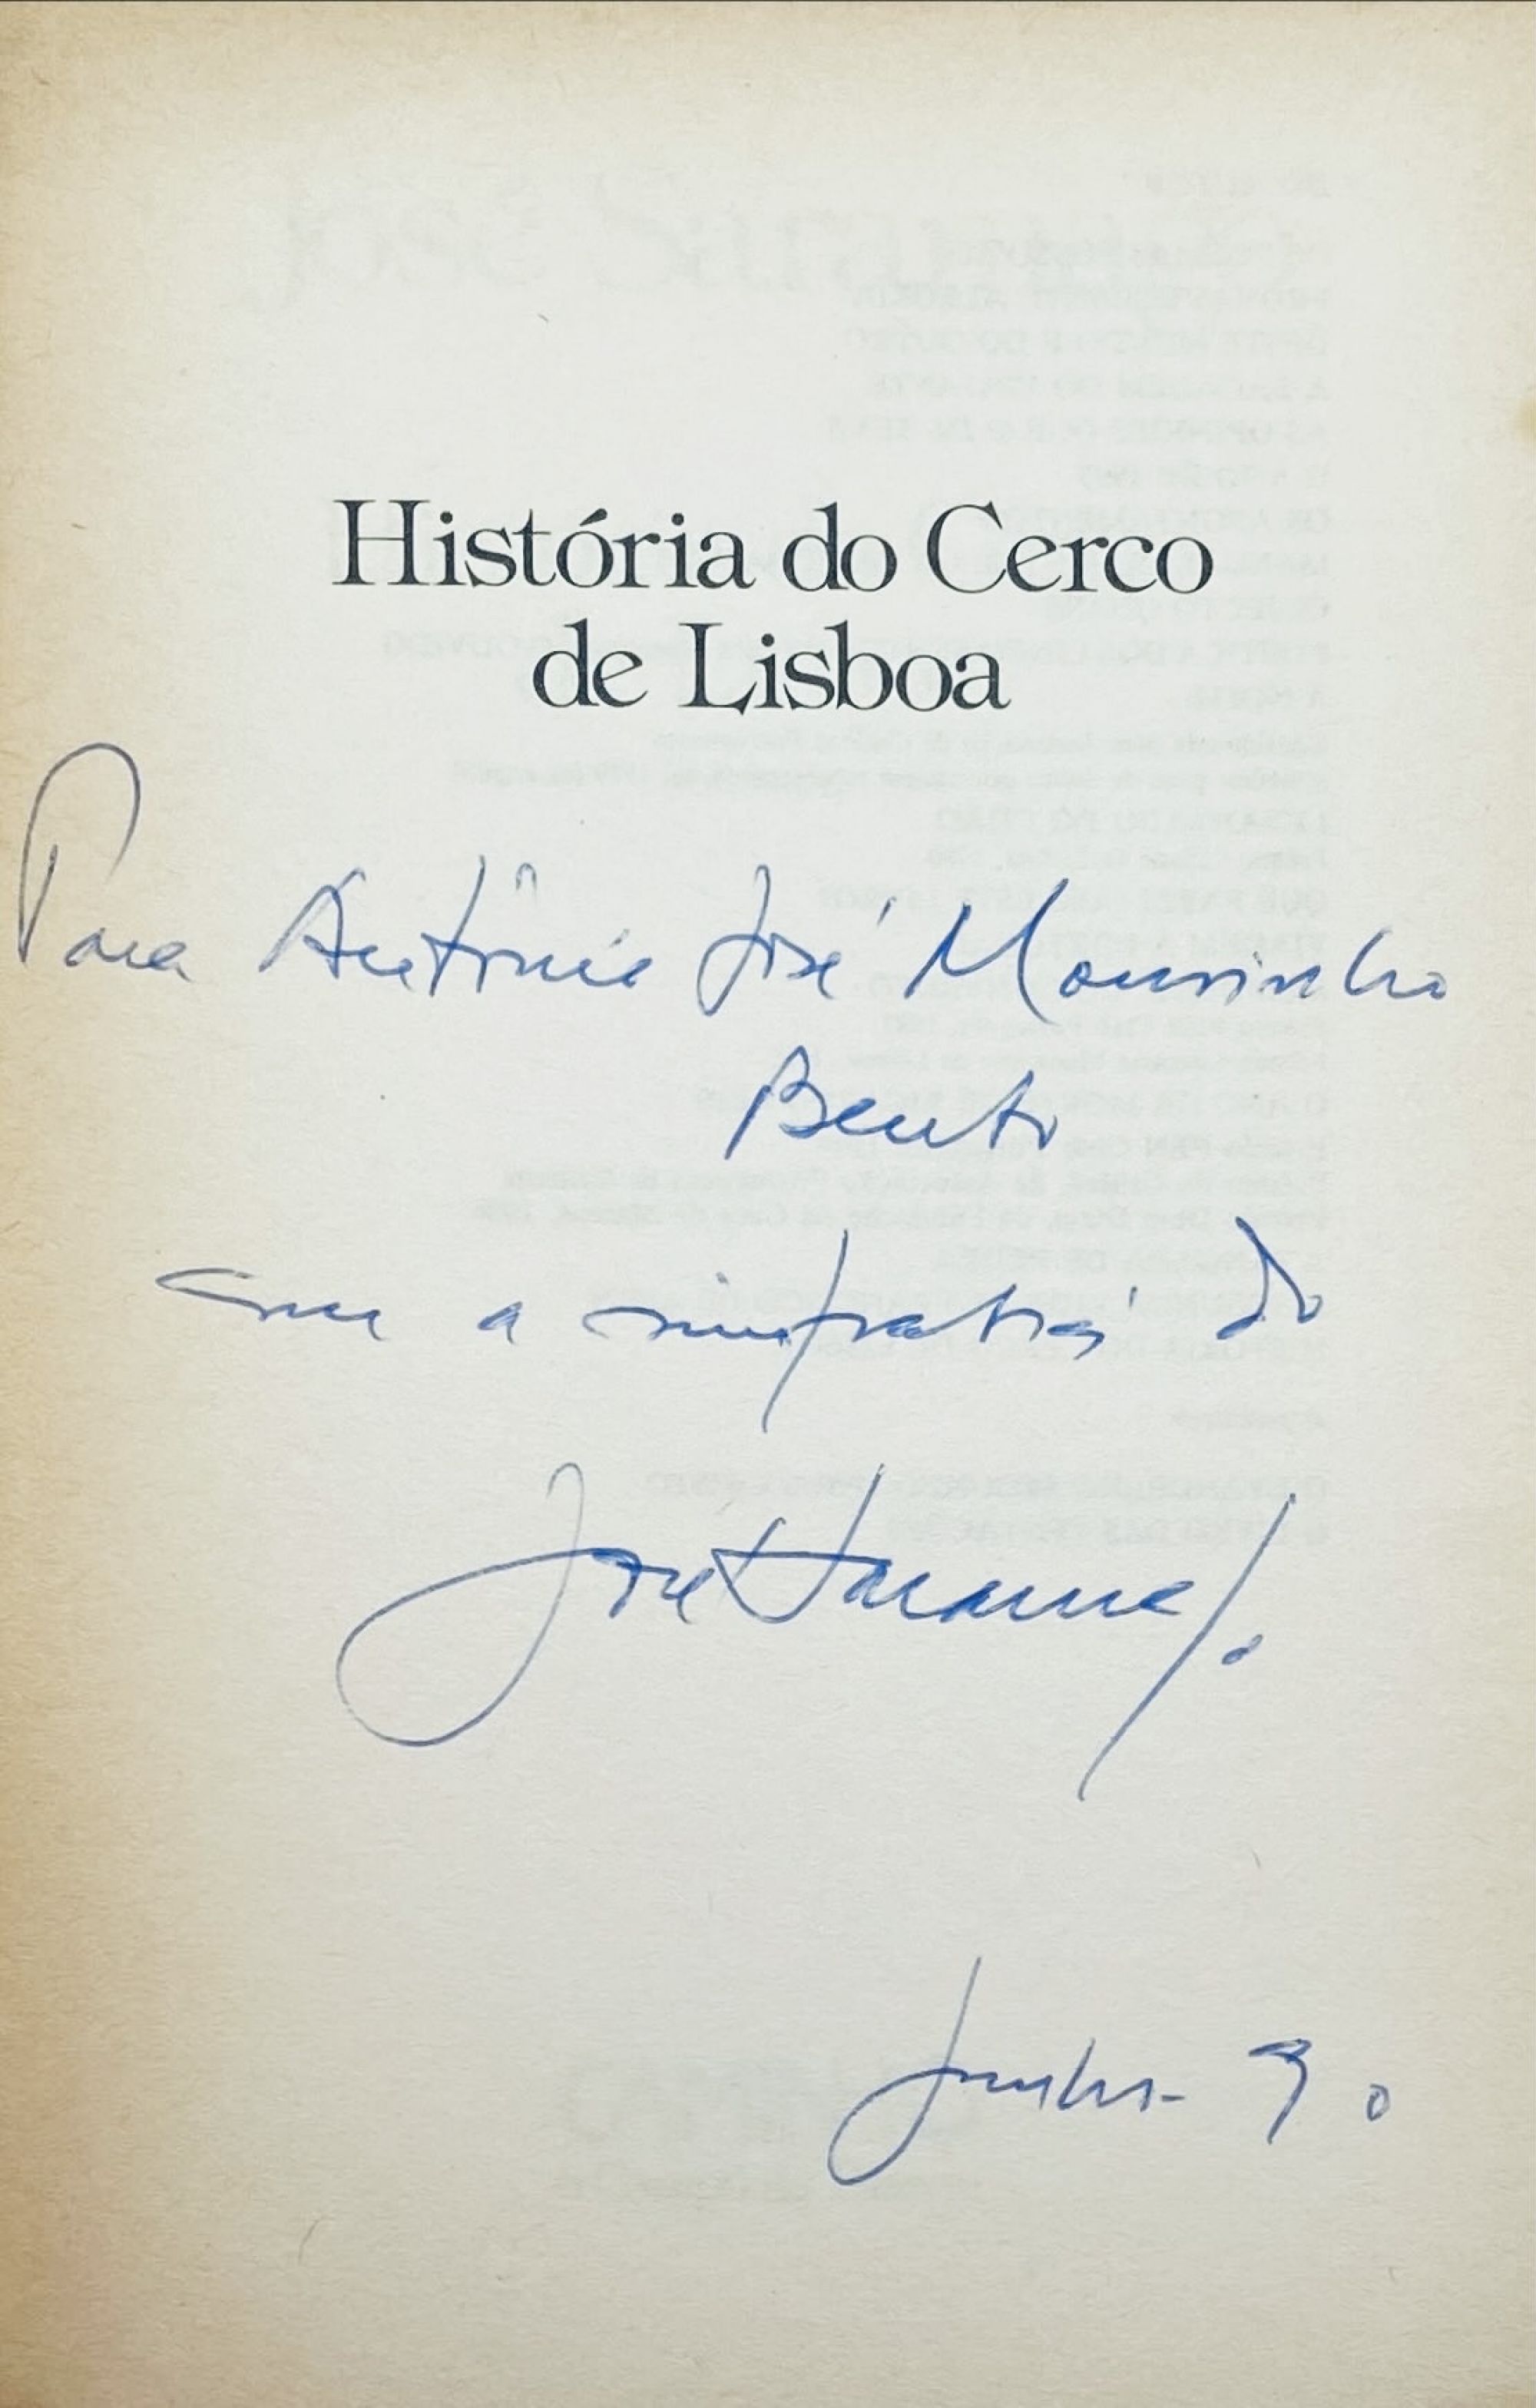 História do Cerco
de Lisboa
Para António José Mourinho
Bento
com a simpatia do
José Saramago.
Junho 90